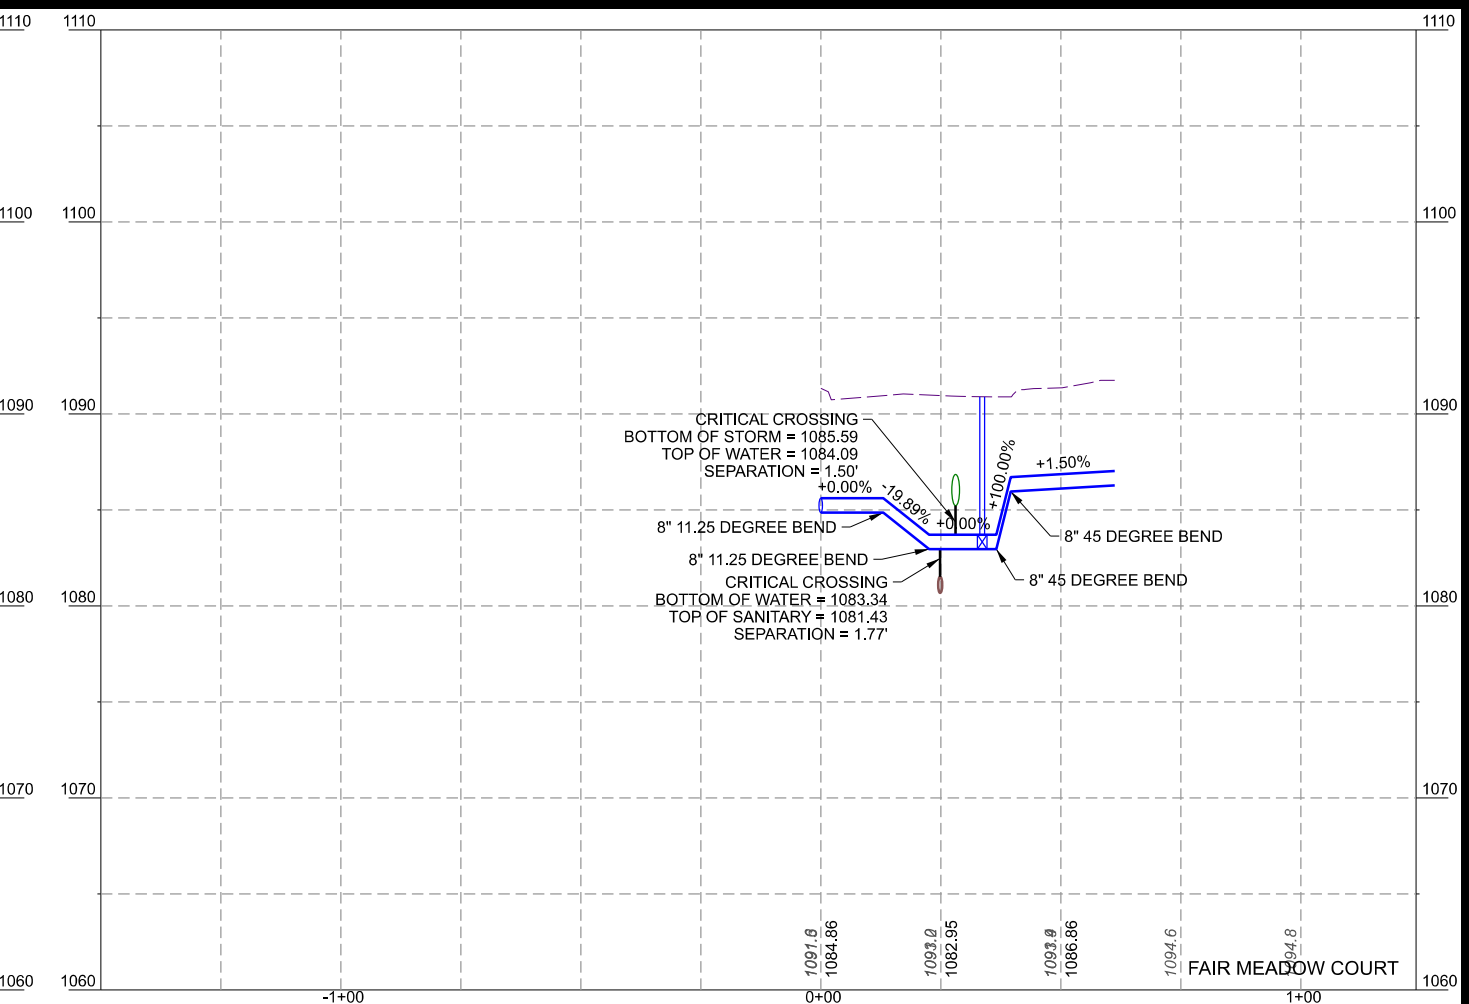 1110
1110
1110
1100
1100
1100
1090
1090
1090
CRITICAL CROSSING
BOTTOM OF STORM = 1085.59
TOP OF WATER = 1084.09
SEPARATION = 1.50'
+0.00%
-19.89%
+0.00%
+100.00%
+1.50%
8" 11.25 DEGREE BEND
8" 45 DEGREE BEND
8" 11.25 DEGREE BEND
8" 45 DEGREE BEND
CRITICAL CROSSING
BOTTOM OF WATER = 1083.34
TOP OF SANITARY = 1081.43
SEPARATION = 1.77'
1080
1080
1080
1070
1070
1070
1084.86
1082.95
1086.86
1094.6
1094.8
FAIR MEADOW COURT
1060
1060
1060
-1+00
0+00
1+00